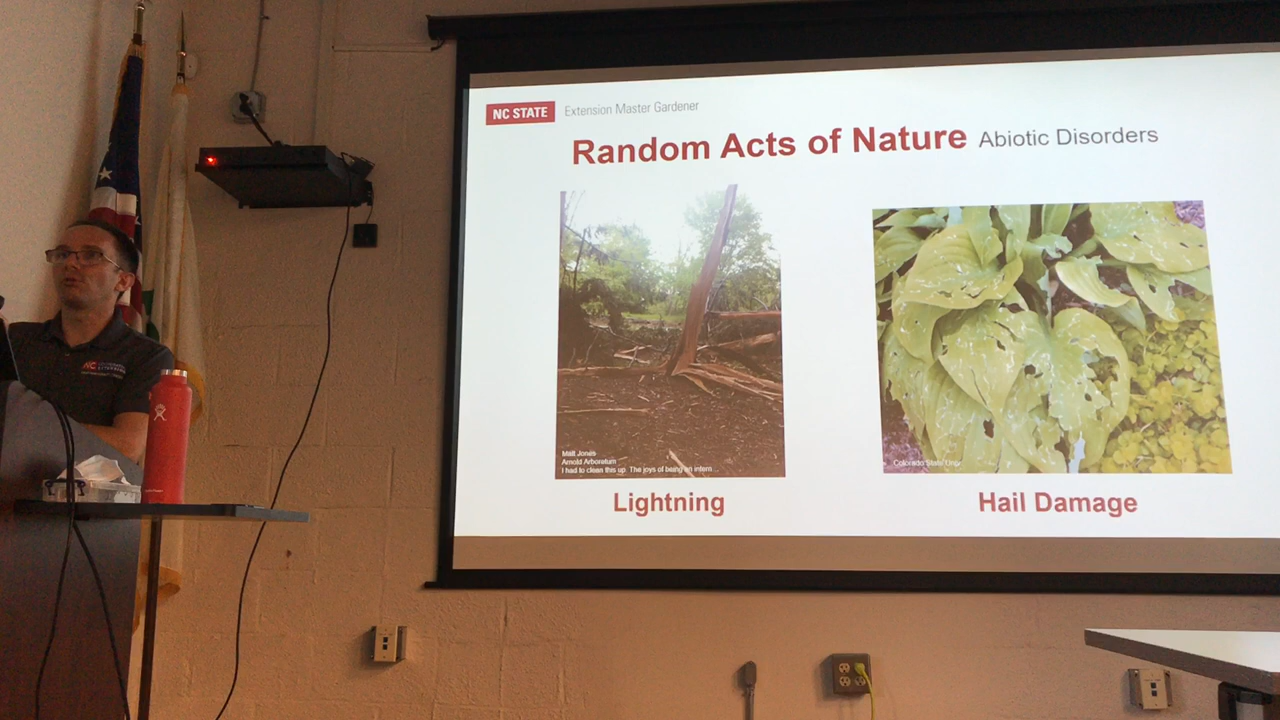 NC STATE Extension Master Gardener
Random Acts of Nature Abiotic Disorders
Matt Jones
Arnold Arboretum
I had to clean this up. The joys of being an intern
Colorado State Univ.
Lightning
Hail Damage
NC